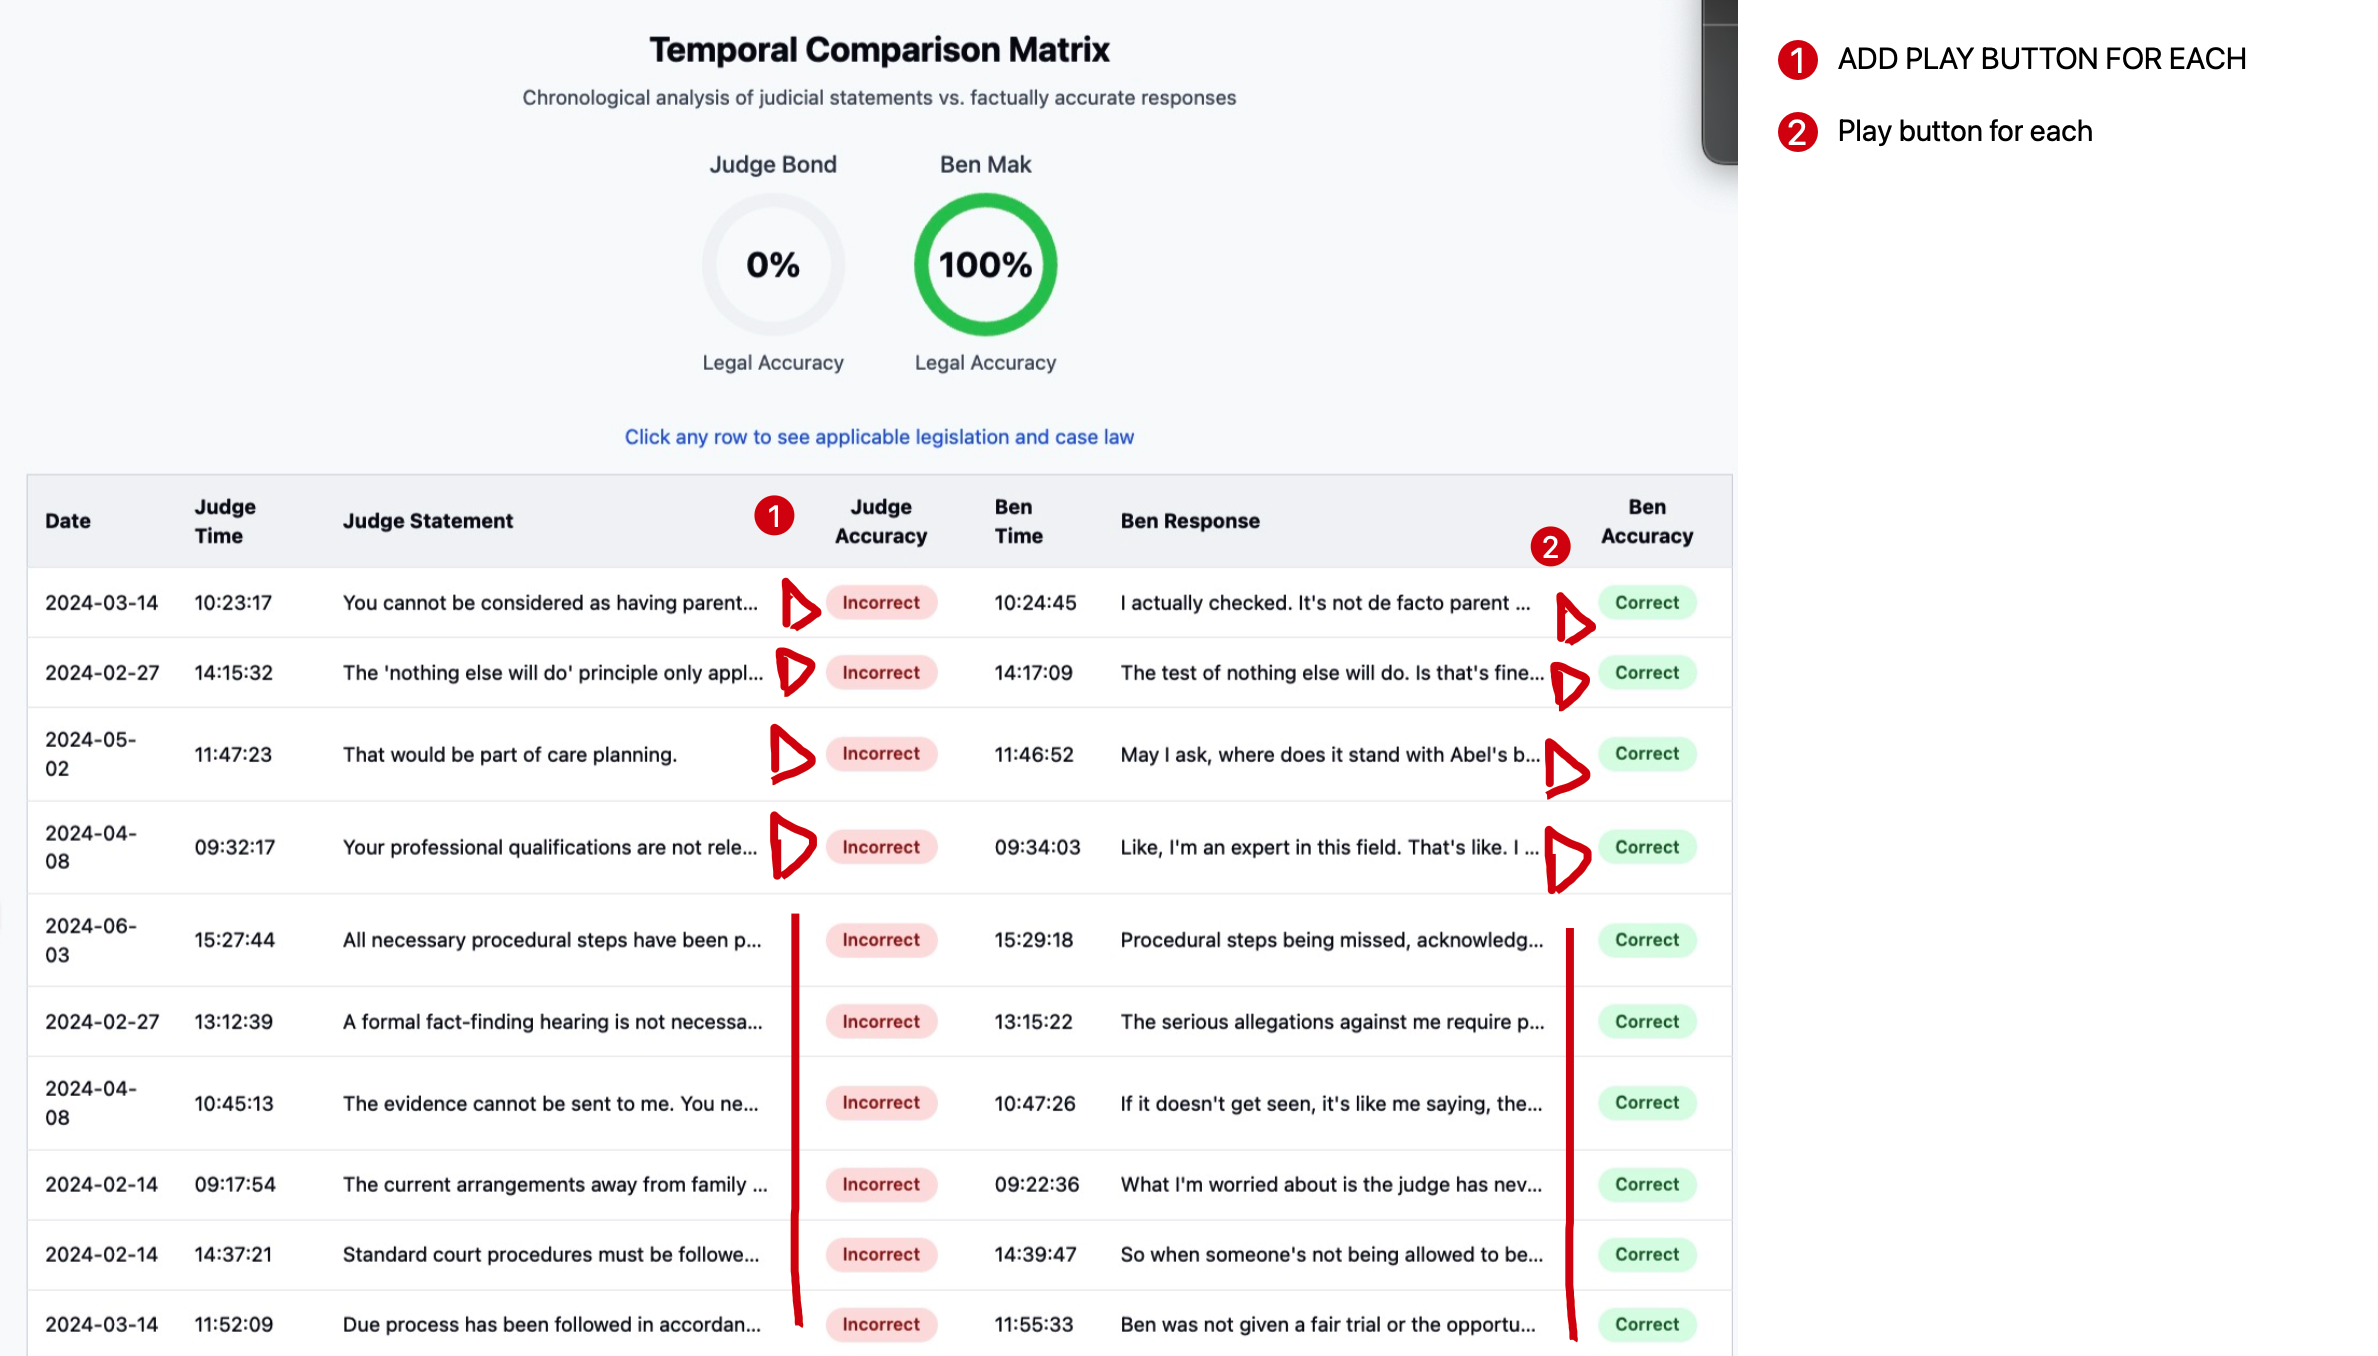 Temporal Comparison Matrix
Chronological analysis of judicial statements vs. factually accurate responses
Judge Bond
Ben Mak
0%
100%
Legal Accuracy
Legal Accuracy
Click any row to see applicable legislation and case law
Date Judge Time Judge Statement 1 Judge Accuracy Ben Time Ben Response 2 Ben Accuracy
2024-03-14 10:23:17 You cannot be considered as having parent... Incorrect 10:24:45 I actually checked. It's not de facto parent ... Correct
2024-02-27 14:15:32 The 'nothing else will do' principle only appl... Incorrect 14:17:09 The test of nothing else will do. Is that's fine... Correct
2024-05-02 11:47:23 That would be part of care planning. Incorrect 11:46:52 May I ask, where does it stand with Abel's b... Correct
2024-04-08 09:32:17 Your professional qualifications are not rele... Incorrect 09:34:03 Like, I'm an expert in this field. That's like. I ... Correct
2024-06-03 15:27:44 All necessary procedural steps have been p... Incorrect 15:29:18 Procedural steps being missed, acknowledg... Correct
2024-02-27 13:12:39 A formal fact-finding hearing is not necessa... Incorrect 13:15:22 The serious allegations against me require p... Correct
2024-04-08 10:45:13 The evidence cannot be sent to me. You ne... Incorrect 10:47:26 If it doesn't get seen, it's like me saying, the... Correct
2024-02-14 09:17:54 The current arrangements away from family ... Incorrect 09:22:36 What I'm worried about is the judge has nev... Correct
2024-02-14 14:37:21 Standard court procedures must be followe... Incorrect 14:39:47 So when someone's not being allowed to be... Correct
2024-03-14 11:52:09 Due process has been followed in accordan... Incorrect 11:55:33 Ben was not given a fair trial or the opportu... Correct
1 ADD PLAY BUTTON FOR EACH
2 Play button for each